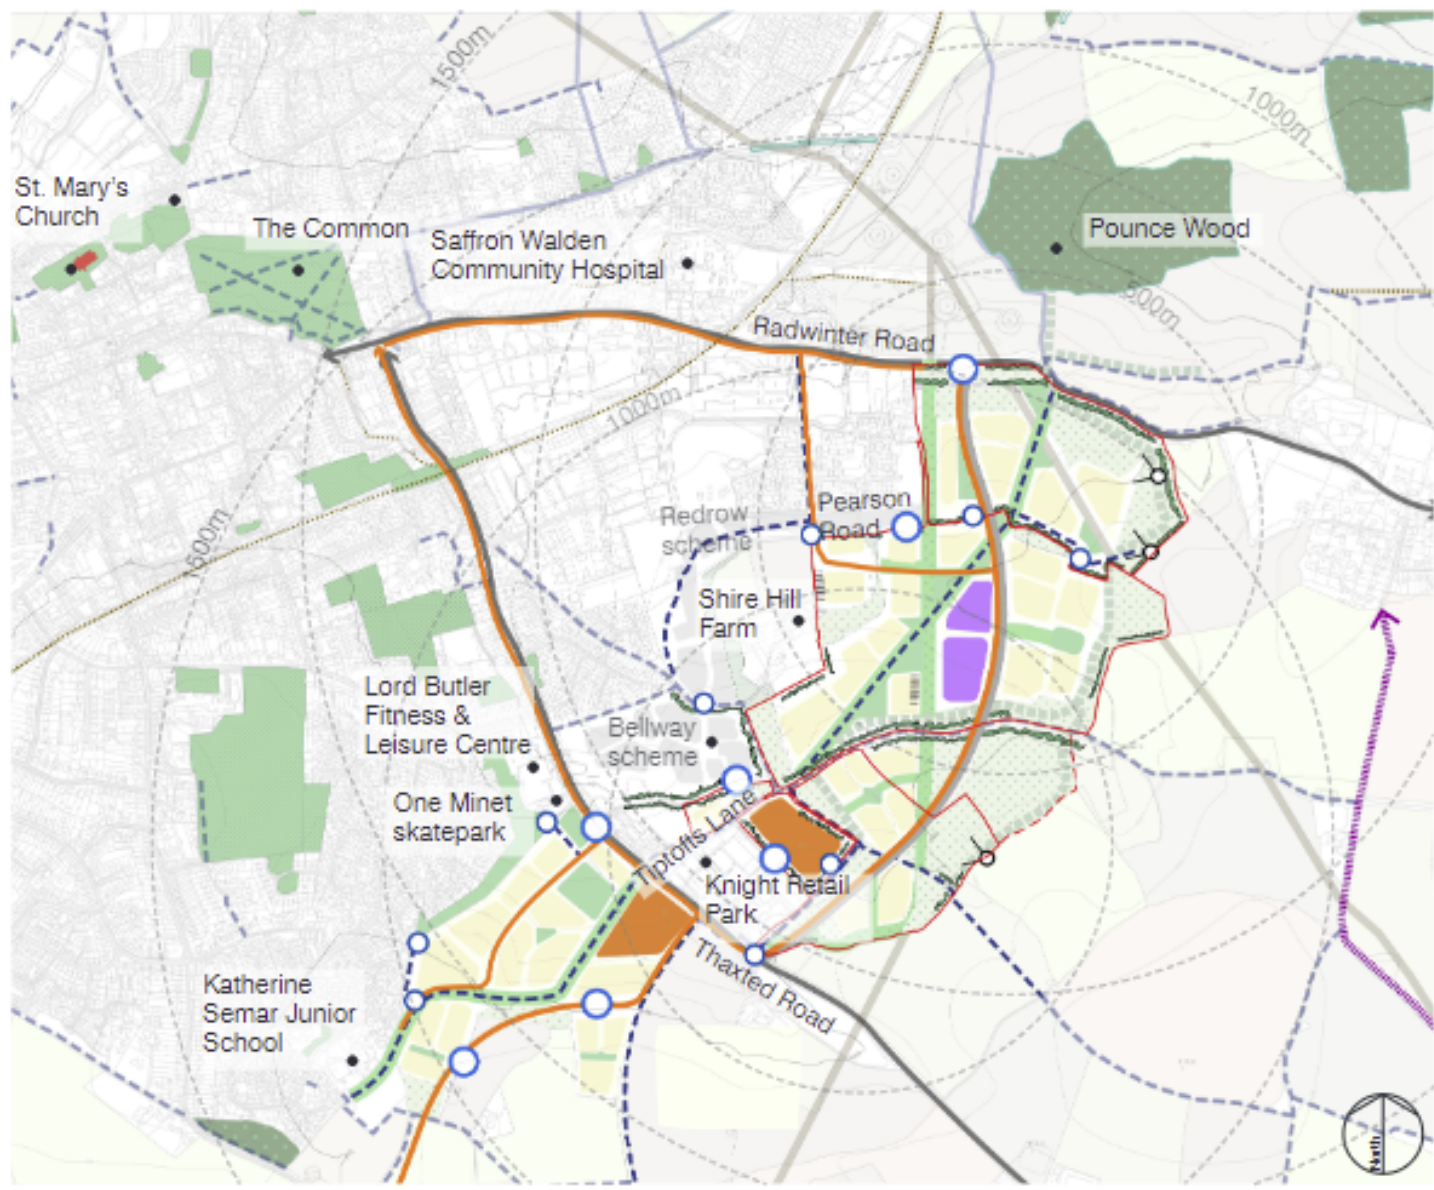 1500m
1000m
St. Mary's
Church
The Common
Saffron Walden
Community Hospital
Pounce Wood
500m
Radwinter Road
1000m
1500m
Redrow
scheme
Pearson
Road
Shire Hill
Farm
Lord Butler
Fitness &
Leisure Centre
Bellway
scheme
One Minet
skatepark
Tiptofts Lane
Knight Retail
Park
Thaxted Road
Katherine
Semar Junior
School
North